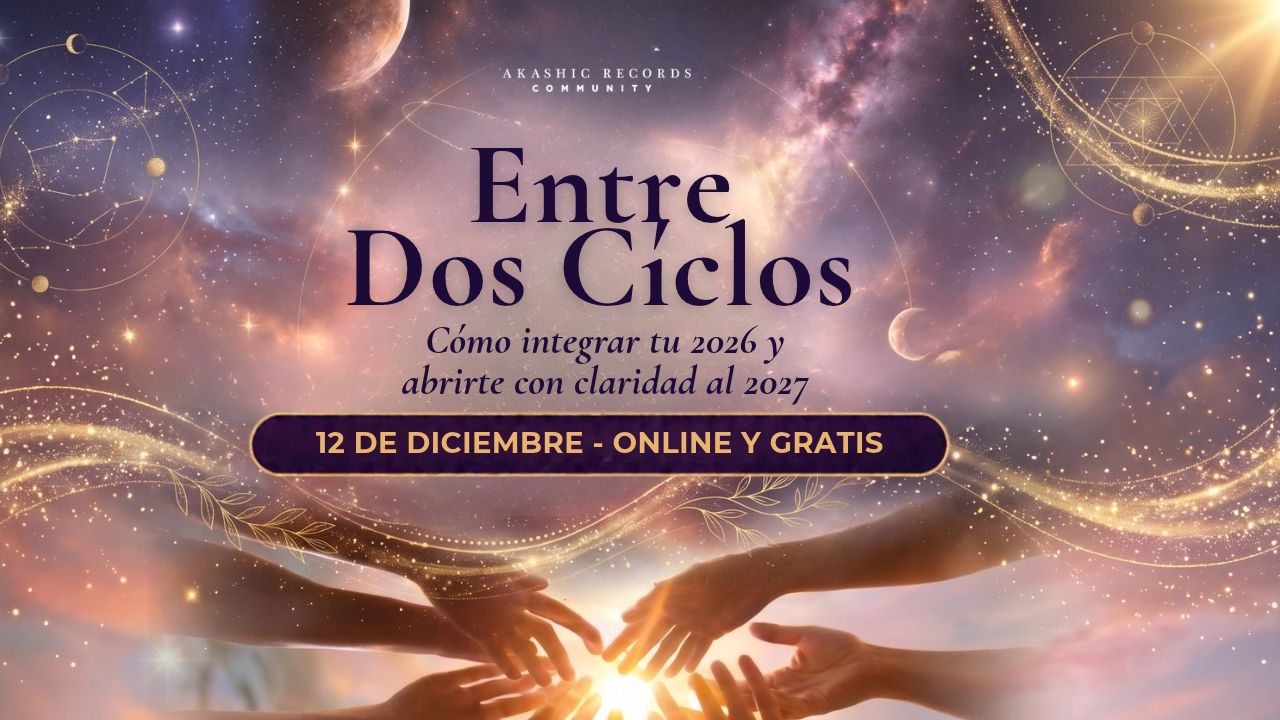 AKASHIC RECORDS
COMMUNITY
Entre
Dos Ciclos
Cómo integrar tu 2026 y
abrirte con claridad al 2027
12 DE DICIEMBRE - ONLINE Y GRATIS